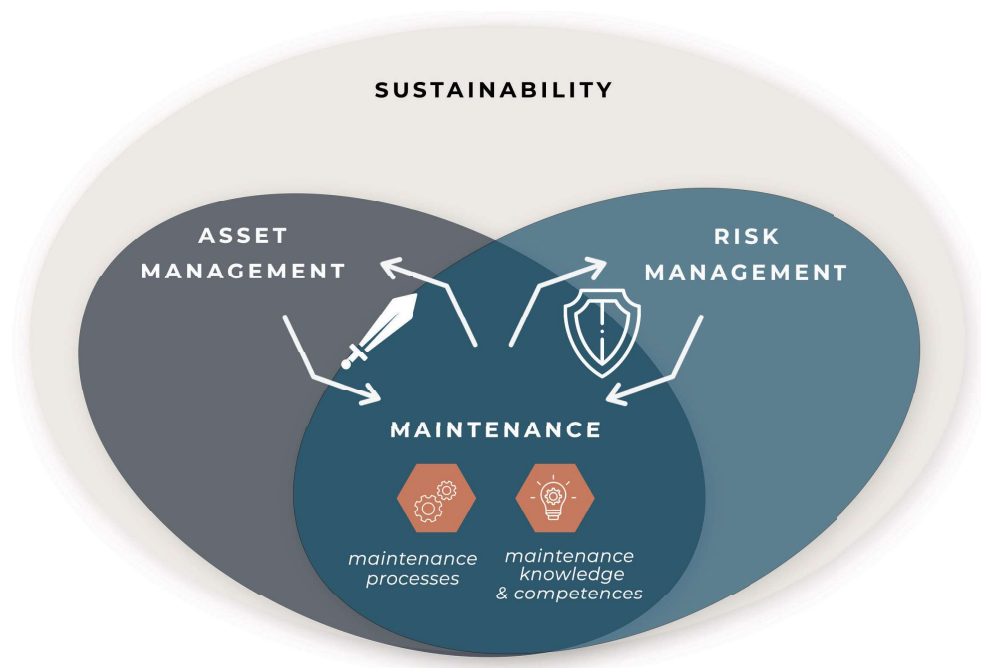 SUSTAINABILITY
ASSET
MANAGEMENT
RISK
MANAGEMENT
MAINTENANCE
maintenance
processes
maintenance
knowledge
& competences